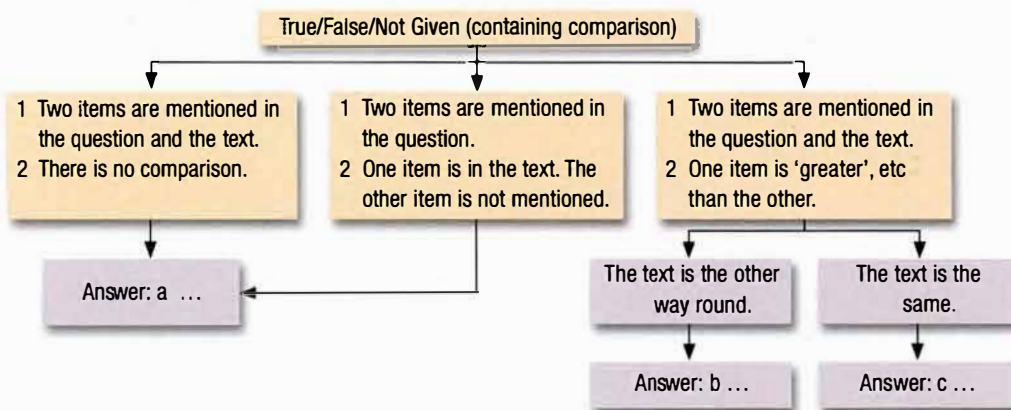 True/False/Not Given (containing comparison)
1 Two items are mentioned in
the question and the text.
2 There is no comparison.
1 Two items are mentioned in
the question.
2 One item is in the text. The
other item is not mentioned.
1 Two items are mentioned in
the question and the text.
2 One item is 'greater', etc
than the other.
Answer: a ...
The text is the other
way round.
The text is the
same.
Answer: b ...
Answer: c ...